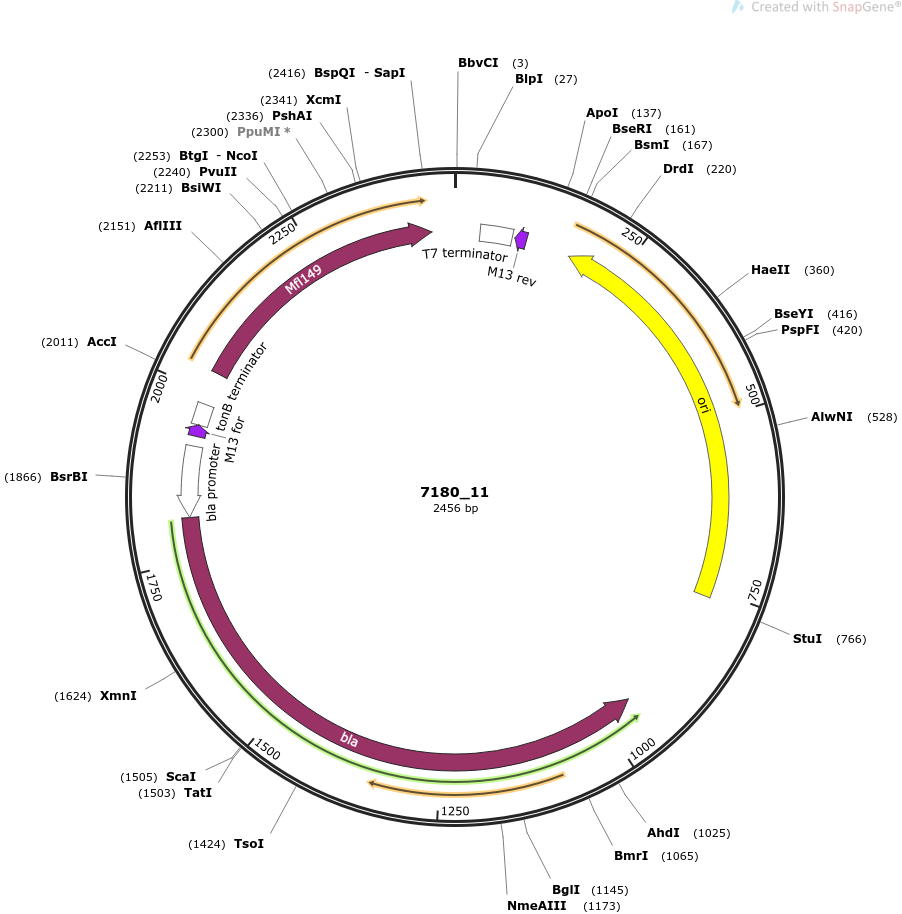 Created with SnapGene®
(2416) BspQI - SapI
BbvCI (3)
BlpI (27)
(2341) XcmI
(2336) PshAI
(2300) PpuMI *
(2253) BtgI - NcoI
(2240) PvuII
(2211) BsiWI
(2151) AflIII
(2011) AccI
(1866) BsrBI
(1624) XmnI
(1505) ScaI
(1503) TatI
(1424) TsoI
ApoI (137)
BseRI (161)
BsmI (167)
DrdI (220)
HaeII (360)
BseYI (416)
PspFI (420)
AlwNI (528)
StuI (766)
AhdI (1025)
BmrI (1065)
BglI (1145)
NmeAIII (1173)
250
500
750
1000
1250
1500
1750
2000
2250
T7 terminator
M13 rev
ori
bla
bla promoter
M13 for
tonB terminator
Mfl149
7180_11
2456 bp